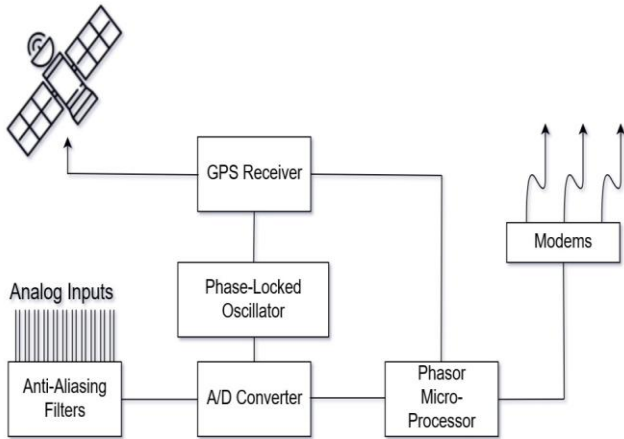 GPS Receiver
Modems
Phase-Locked
Oscillator
Analog Inputs
Anti-Aliasing
Filters
A/D Converter
Phasor
Micro-
Processor